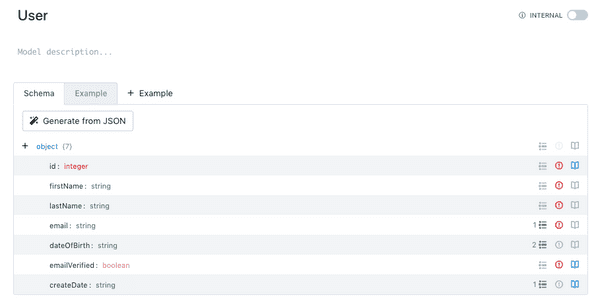 User
INTERNAL
Model description...
Schema
Example
+ Example
Generate from JSON
+ object {7}
id: integer
firstName: string
lastName: string
email: string
1
dateOfBirth: string
2
emailVerified: boolean
createDate: string
1